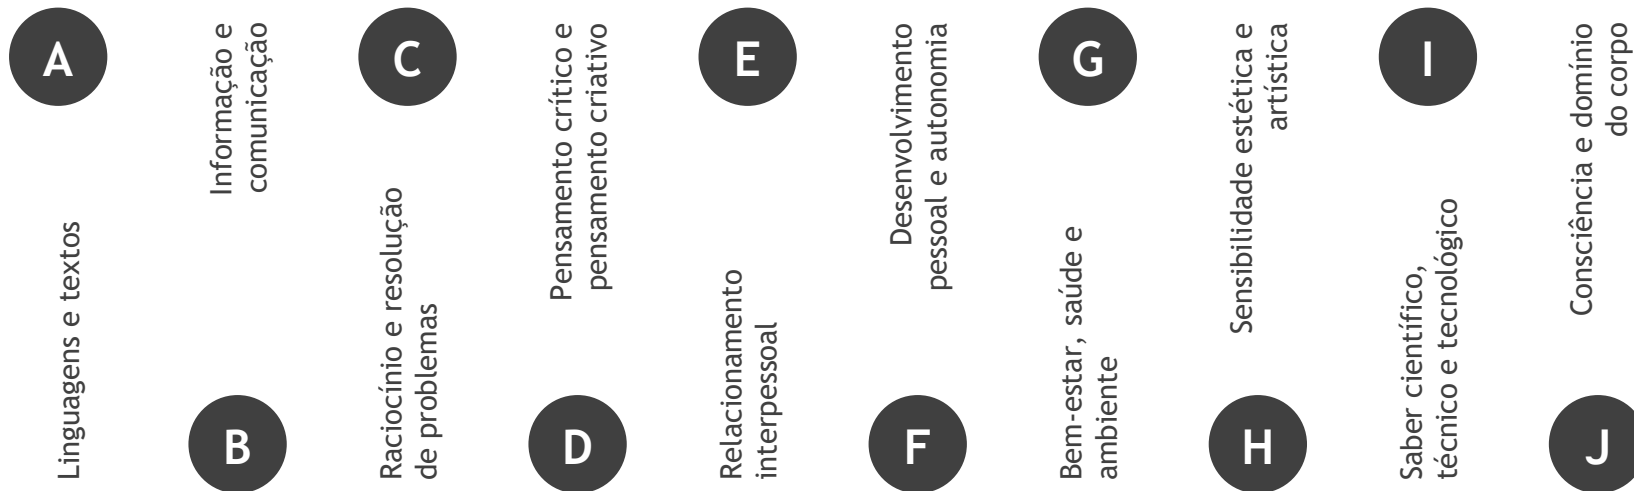 A
Linguagens e textos
Informação e
comunicação
B
C
Raciocínio e resolução
de problemas
Pensamento crítico e
pensamento criativo
D
E
Relacionamento
interpessoal
Desenvolvimento
pessoal e autonomia
F
G
Bem-estar, saúde e
ambiente
Sensibilidade estética e
artística
H
I
Saber científico,
técnico e tecnológico
Consciência e domínio
do corpo
J